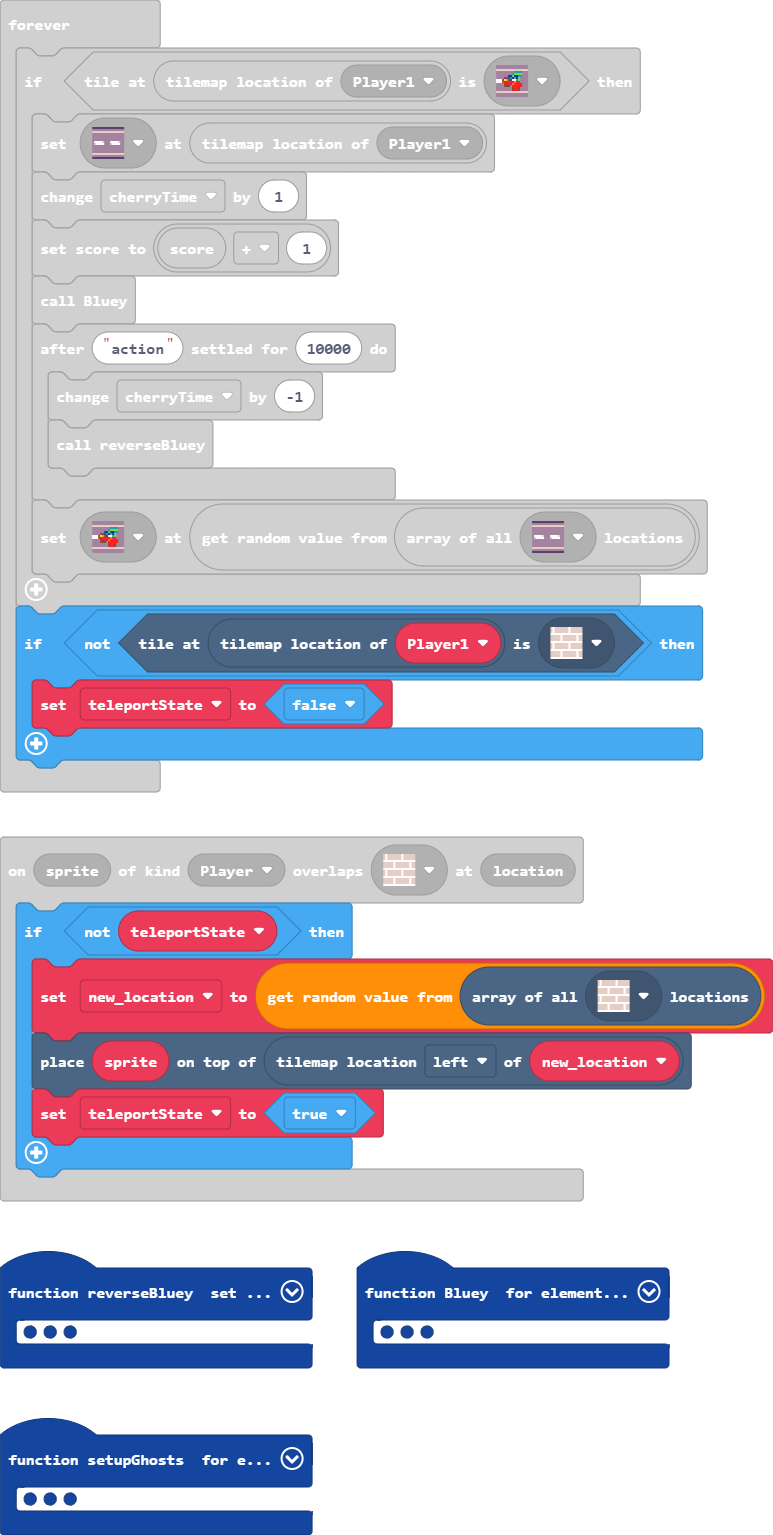 forever
if tile at tilemap location of Player1 is then
set at tilemap location of Player1
change cherryTime by 1
set score to score + 1
call Bluey
after "action" settled for 10000 do
change cherryTime by -1
call reverseBluey
set at get random value from array of all locations
if not tile at tilemap location of Player1 is then
set teleportState to false
on sprite of kind Player overlaps at location
if not teleportState then
set new_location to get random value from array of all locations
place sprite on top of tilemap location left of new_location
set teleportState to true
function reverseBluey set ...
function Bluey for element...
function setupGhosts for e...